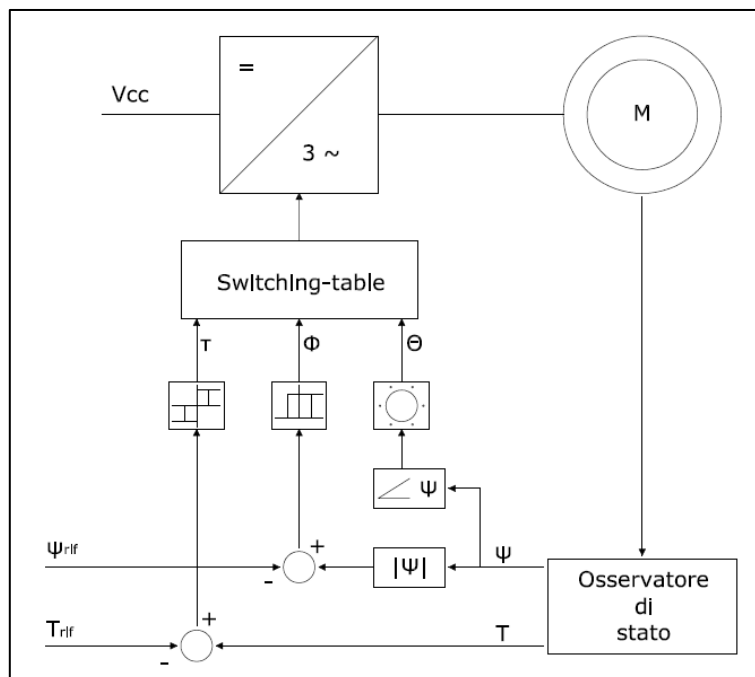 =
Vcc
3 ~
M
Switching-table
τ
Φ
Θ
Ψ
Ψrif
+
-
|Ψ|
Ψ
Osservatore
di
stato
Trif
+
-
T